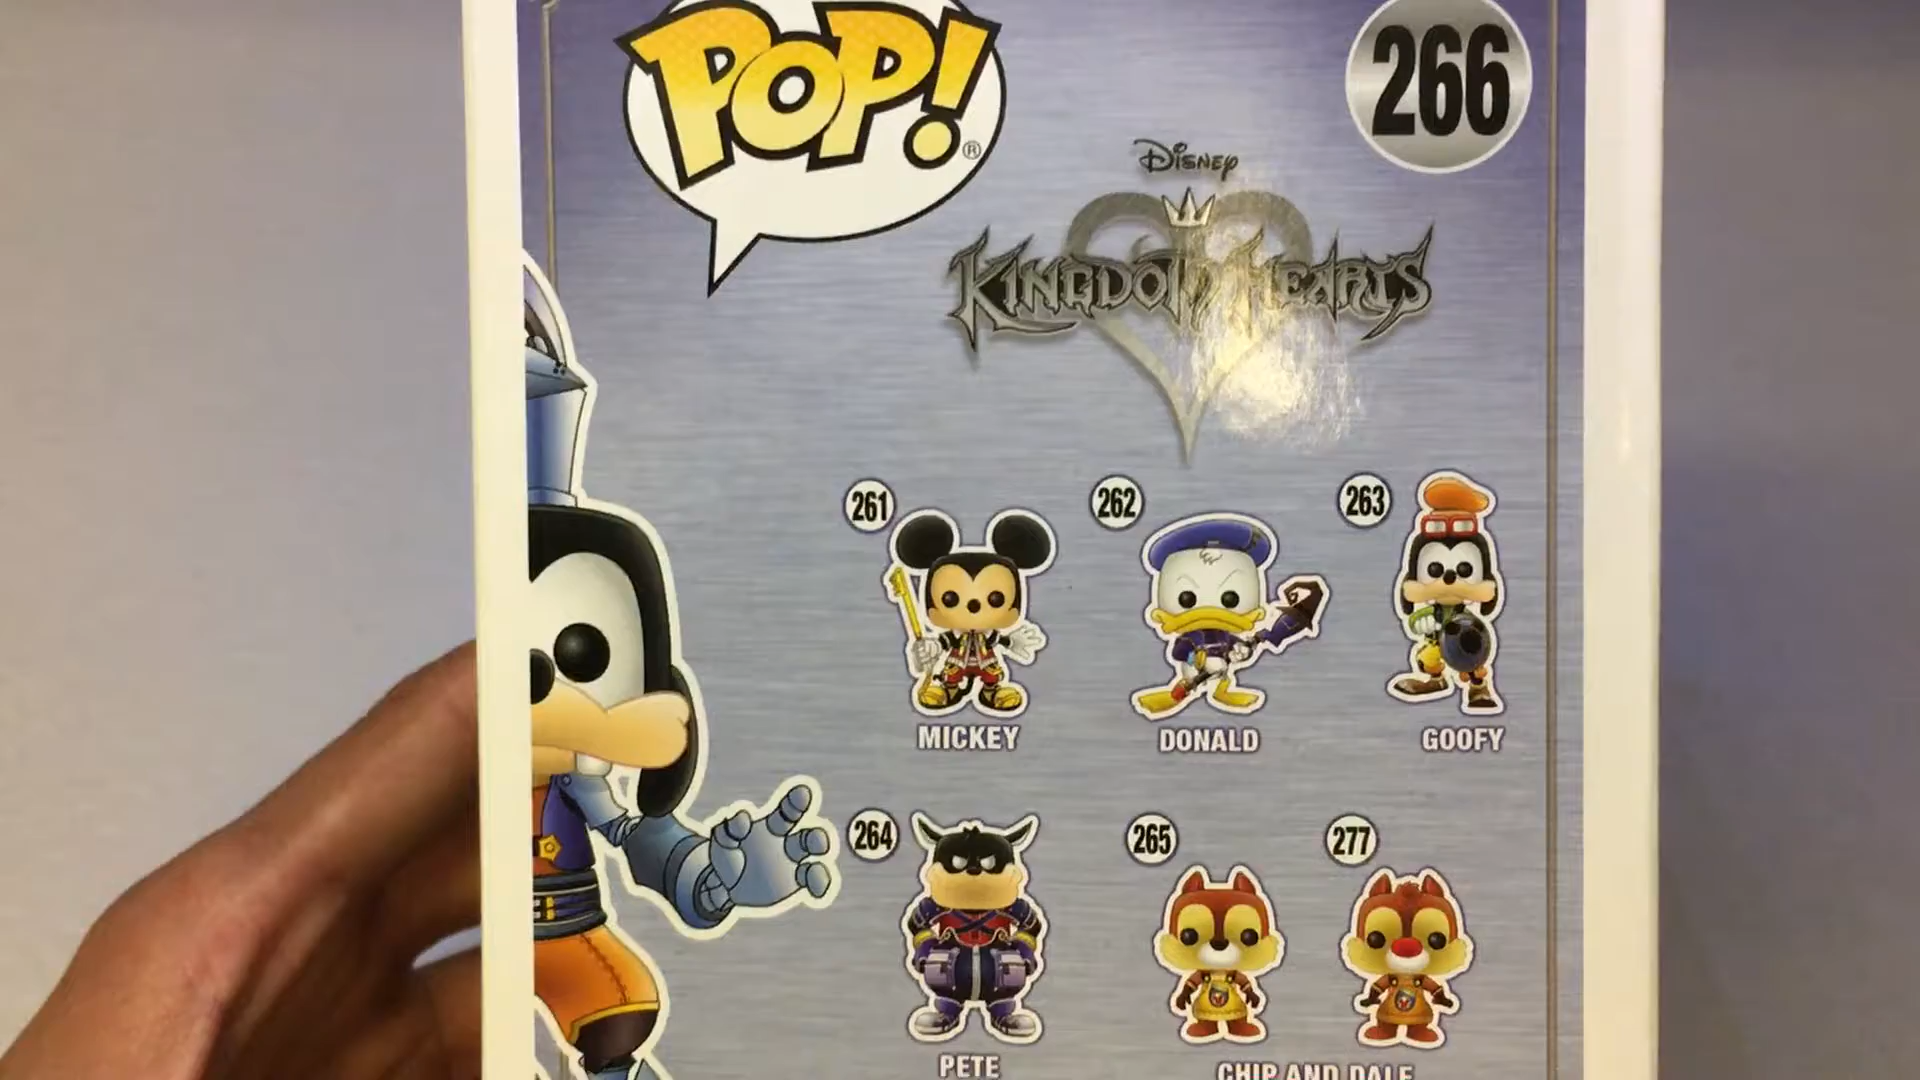 POP!®
266
Disney
KINGDOM HEARTS
261
262
263
MICKEY
DONALD
GOOFY
264
265
277
PETE
CHIP AND DALE